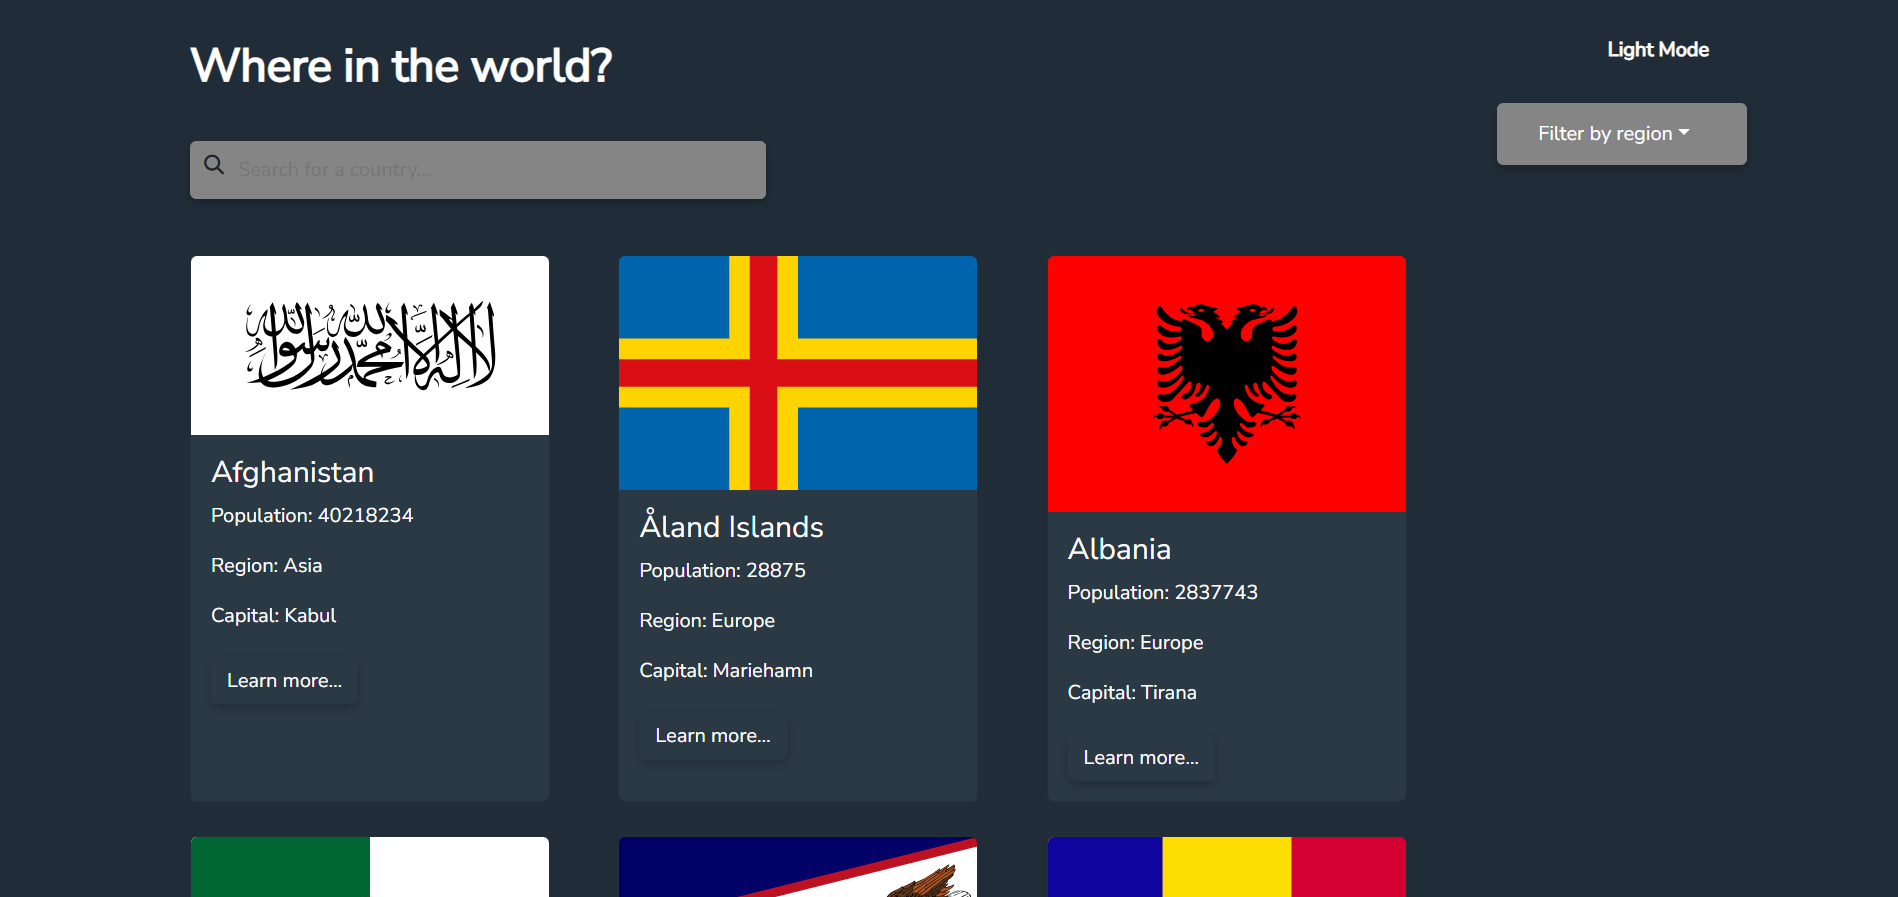 Where in the world?
Light Mode
Filter by region
Search for a country...
لا إله إلا الله محمد رسول الله
Afghanistan
Population: 40218234
Region: Asia
Capital: Kabul
Learn more...
Åland Islands
Population: 28875
Region: Europe
Capital: Mariehamn
Learn more...
Albania
Population: 2837743
Region: Europe
Capital: Tirana
Learn more...